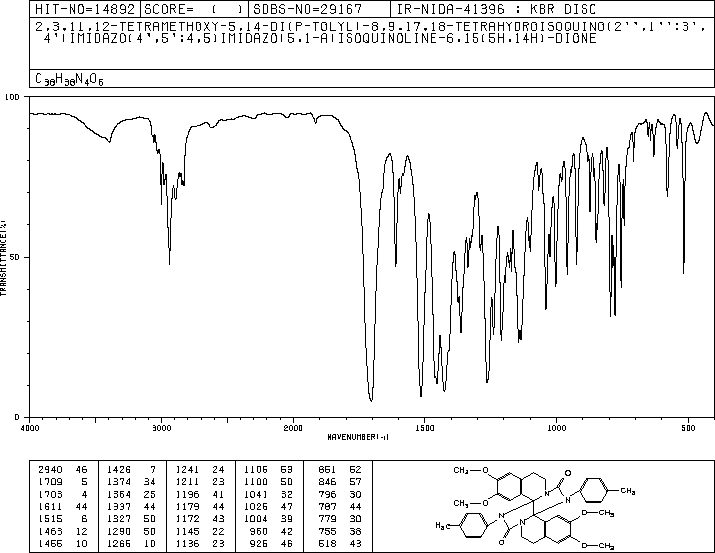 HIT-NO=14892 SCORE= ( ) SDBS-NO=29167 IR-NIDA-41396 : KBR DISC
2,3,11,12-TETRAMETHOXY-5,14-DI(P-TOLYL)-8,9,17,18-TETRAHYDROISOQUINO(2'',1'':3',
4')IMIDAZO(4',5':4,5)IMIDAZO(5,1-A)ISOQUINOLINE-6,15(5H,14H)-DIONE
C38H38N4O6
100
50
0
TRANSMITTANCE(%)
4000 3000 2000 1500 1000 500
WAVENUMBER(-1)
2940 46 1426 7 1241 24 1106 53 861 52
1709 5 1374 34 1211 23 1100 50 846 57
1703 4 1364 25 1196 41 1041 32 796 30
1611 44 1337 44 1179 44 1026 47 787 44
1515 6 1327 50 1172 43 1004 39 779 30
1463 12 1290 50 1145 22 960 42 755 38
1455 10 1265 10 1136 23 926 46 518 43
CH3 O O
N CH3
CH3 O N
N N O CH3
H3C
O O CH3